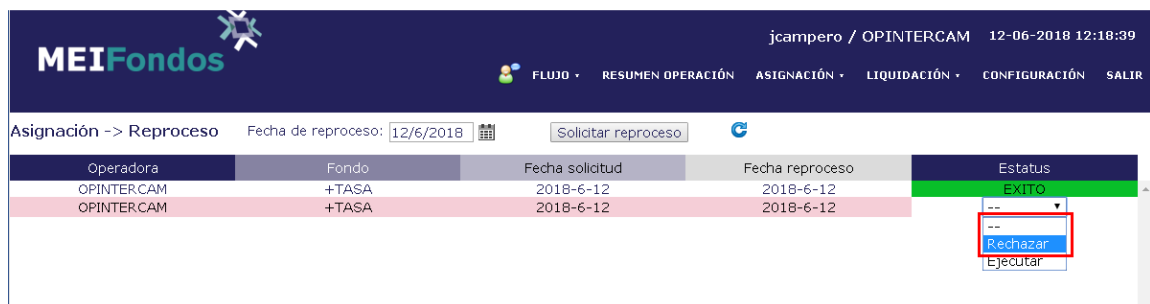 jcampero / OPINTERCAM 12-06-2018 12:18:39
MEIFondos
FLUJO RESUMEN OPERACIÓN ASIGNACIÓN LIQUIDACIÓN CONFIGURACIÓN SALIR
Asignación -> Reproceso Fecha de reproceso: 12/6/2018 Solicitar reproceso
Operadora Fondo Fecha solicitud Fecha reproceso Estatus
OPINTERCAM +TASA 2018-6-12 2018-6-12 EXITO
OPINTERCAM +TASA 2018-6-12 2018-6-12 --
--
Rechazar
Ejecutar